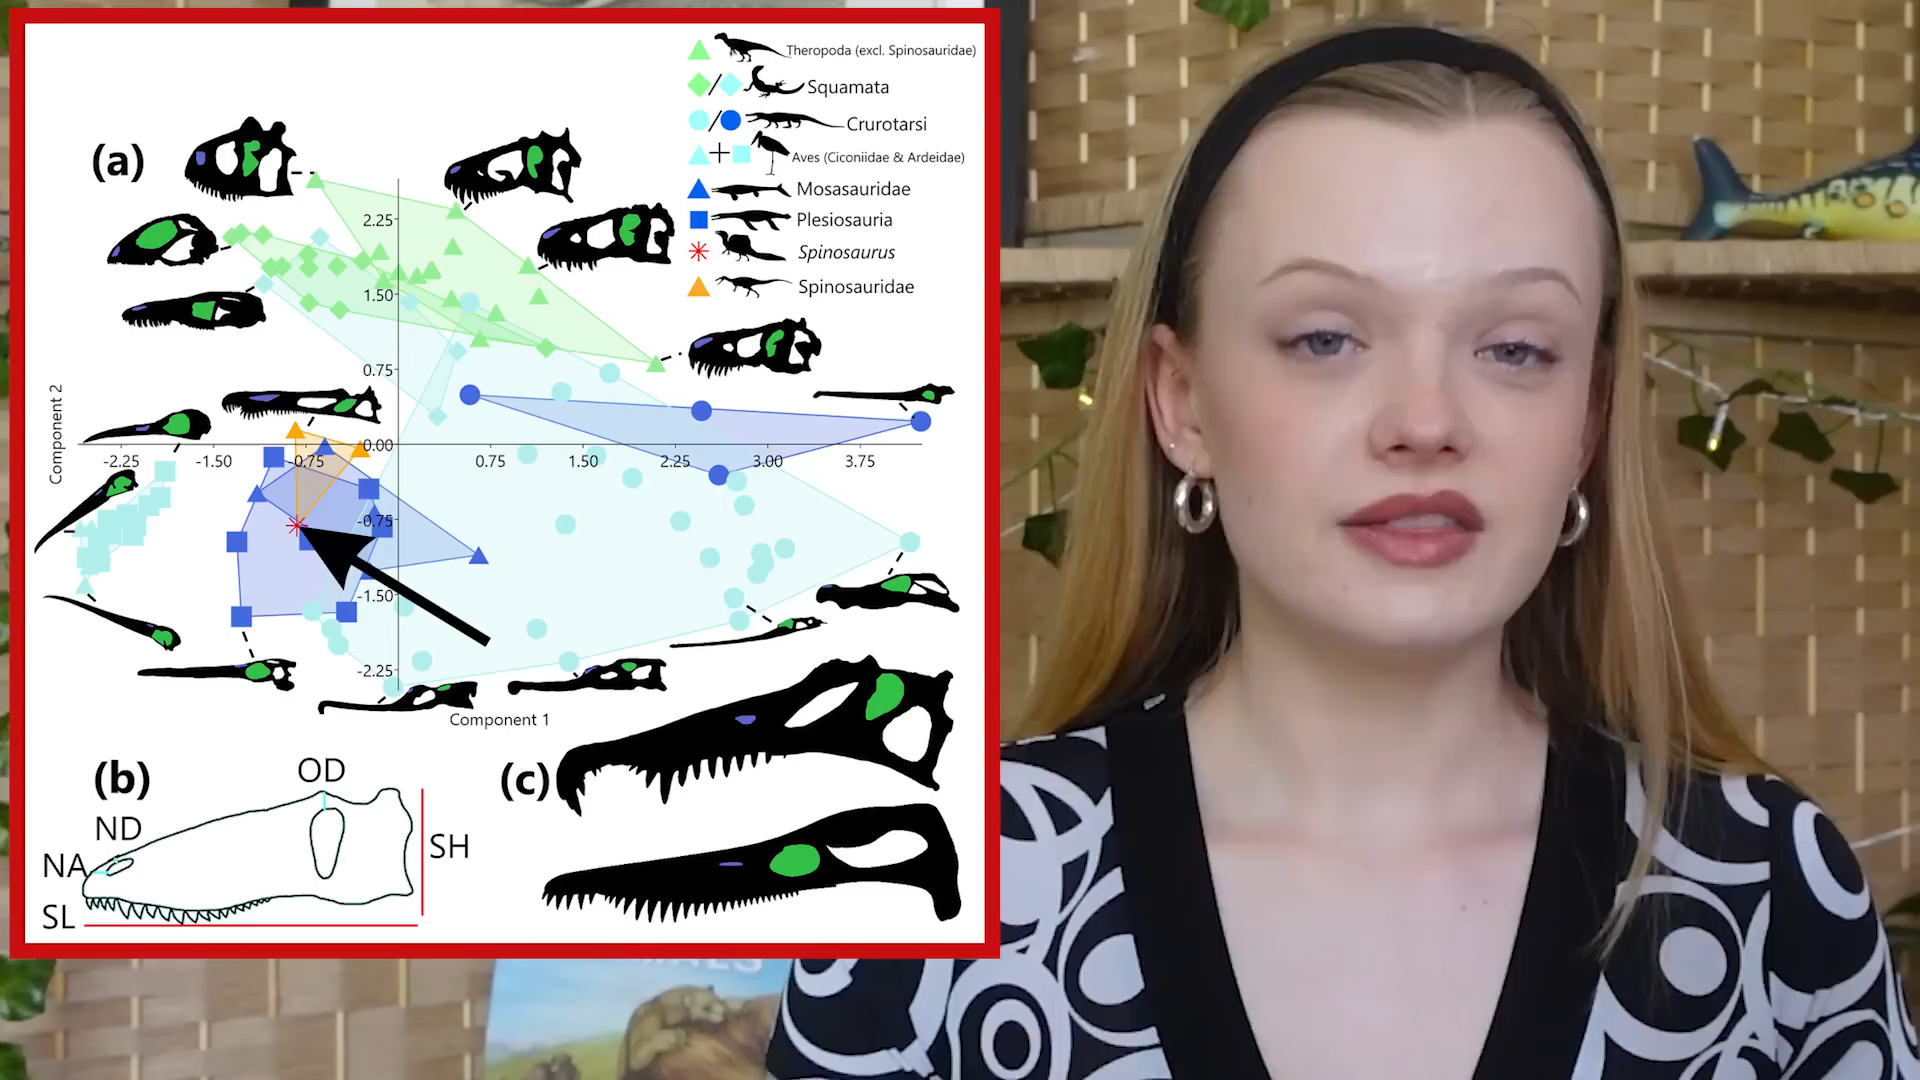 Theropoda (excl. Spinosauridae)
/ Squamata
/ Crurotarsi
+ Aves (Ciconiidae & Ardeidae)
Mosasauridae
Plesiosauria
Spinosaurus
Spinosauridae
(a)
2.25
1.50
0.75
0.00
-2.25 -1.50 -0.75 0.75 1.50 2.25 3.00 3.75
-0.75
-1.50
-2.25
Component 2
Component 1
(b)
OD
ND
NA
SH
SL
(c)